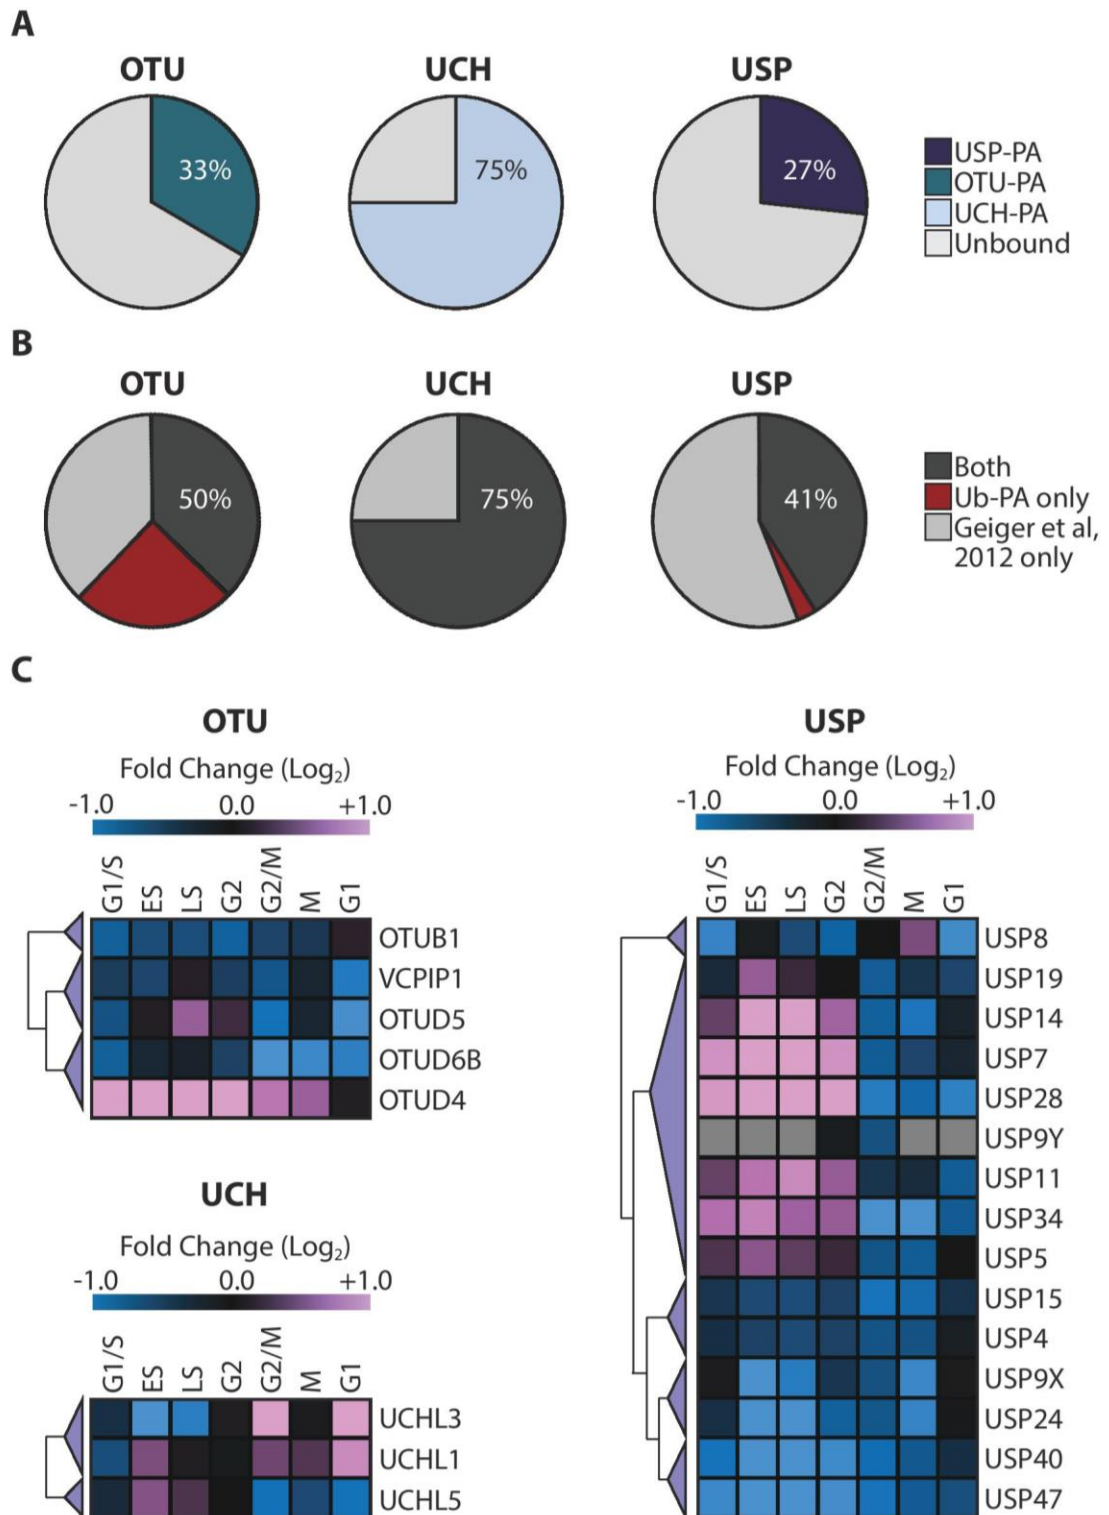 A
OTU
UCH
USP
33%
75%
27%
USP-PA
OTU-PA
UCH-PA
Unbound
B
OTU
UCH
USP
50%
75%
41%
Both
Ub-PA only
Geiger et al,
2012 only
C
OTU
Fold Change (Log₂)
-1.0 0.0 +1.0
G1/S ES LS G2 G2/M M G1
OTUB1
VCPIP1
OTUD5
OTUD6B
OTUD4
UCH
Fold Change (Log₂)
-1.0 0.0 +1.0
G1/S ES LS G2 G2/M M G1
UCHL3
UCHL1
UCHL5
USP
Fold Change (Log₂)
-1.0 0.0 +1.0
G1/S ES LS G2 G2/M M G1
USP8
USP19
USP14
USP7
USP28
USP9Y
USP11
USP34
USP5
USP15
USP4
USP9X
USP24
USP40
USP47